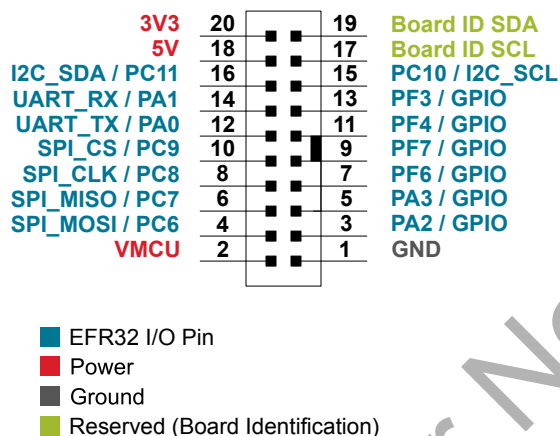 3V3 20 19 Board ID SDA
5V 18 17 Board ID SCL
I2C_SDA / PC11 16 15 PC10 / I2C_SCL
UART_RX / PA1 14 13 PF3 / GPIO
UART_TX / PA0 12 11 PF4 / GPIO
SPI_CS / PC9 10 9 PF7 / GPIO
SPI_CLK / PC8 8 7 PF6 / GPIO
SPI_MISO / PC7 6 5 PA3 / GPIO
SPI_MOSI / PC6 4 3 PA2 / GPIO
VMCU 2 1 GND
EFR32 I/O Pin
Power
Ground
Reserved (Board Identification)